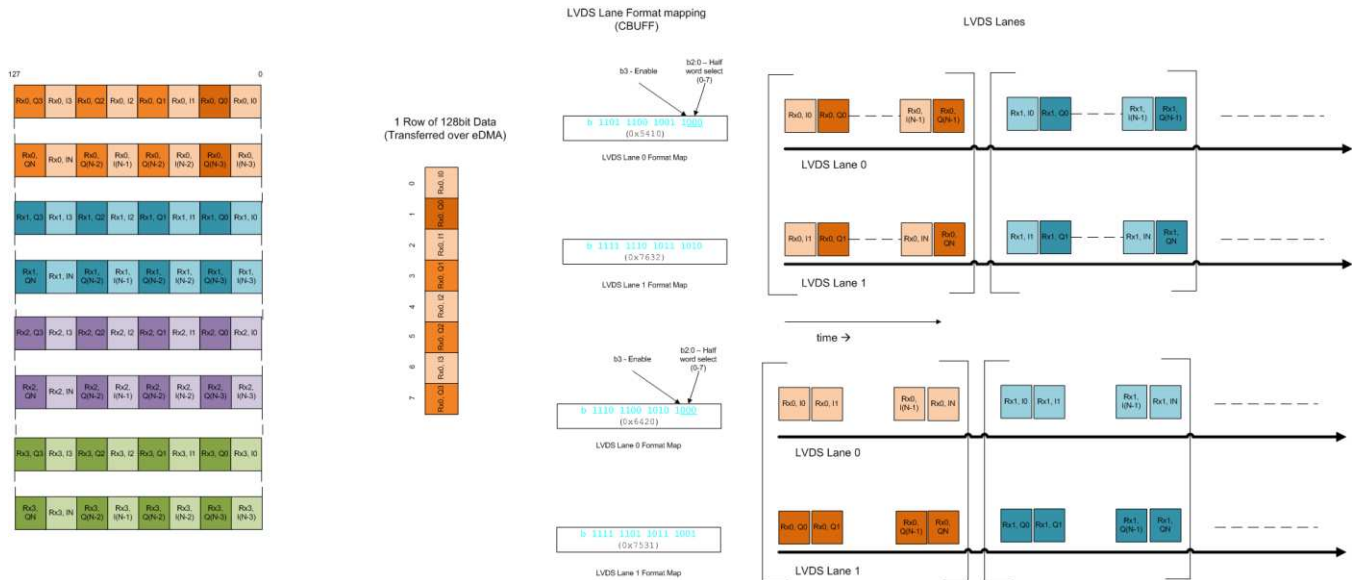 LVDS Lane Format mapping
(CBUFF)
LVDS Lanes
127
0
Rx0, Q3 Rx0, I3 Rx0, Q2 Rx0, I2 Rx0, Q1 Rx0, I1 Rx0, Q0 Rx0, I0
Rx0, QN Rx0, IN Rx0, Q(N-2) Rx0, I(N-1) Rx0, Q(N-2) Rx0, I(N-2) Rx0, Q(N-3) Rx0, I(N-3)
Rx1, Q3 Rx1, I3 Rx1, Q2 Rx1, I2 Rx1, Q1 Rx1, I1 Rx1, Q0 Rx1, I0
Rx1, QN Rx1, IN Rx1, Q(N-2) Rx1, I(N-1) Rx1, Q(N-2) Rx1, I(N-2) Rx1, Q(N-3) Rx1, I(N-3)
Rx2, Q3 Rx2, I3 Rx2, Q2 Rx2, I2 Rx2, Q1 Rx2, I1 Rx2, Q0 Rx2, I0
Rx2, QN Rx2, IN Rx2, Q(N-2) Rx2, I(N-1) Rx2, Q(N-2) Rx2, I(N-2) Rx2, Q(N-3) Rx2, I(N-3)
Rx3, Q3 Rx3, I3 Rx3, Q2 Rx3, I2 Rx3, Q1 Rx3, I1 Rx3, Q0 Rx3, I0
Rx3, QN Rx3, IN Rx3, Q(N-2) Rx3, I(N-1) Rx3, Q(N-2) Rx3, I(N-2) Rx3, Q(N-3) Rx3, I(N-3)
1 Row of 128bit Data
(Transferred over eDMA)
0 Rx0, I0
1 Rx0, Q0
2 Rx0, I1
3 Rx0, Q1
4 Rx0, I2
5 Rx0, Q2
6 Rx0, I3
7 Rx0, Q3
b3 - Enable
b2:0 – Half
word select
(0-7)
b 1101 1100 1001 1000
(0x5410)
LVDS Lane 0 Format Map
b 1111 1110 1011 1010
(0x7632)
LVDS Lane 1 Format Map
b3 - Enable
b2:0 – Half
word select
(0-7)
b 1110 1100 1010 1000
(0x6420)
LVDS Lane 0 Format Map
b 1111 1101 1011 1001
(0x7531)
LVDS Lane 1 Format Map
Rx0, I0 Rx0, Q0 Rx0, I(N-1) Rx0, Q(N-1) Rx1, I0 Rx1, Q0 Rx1, I(N-1) Rx1, Q(N-1)
LVDS Lane 0
Rx0, I1 Rx0, Q1 Rx0, IN Rx0, QN Rx1, I1 Rx1, Q1 Rx1, IN Rx1, QN
LVDS Lane 1
time →
Rx0, I0 Rx0, I1 Rx0, I(N-1) Rx0, IN Rx1, I0 Rx1, I1 Rx1, I(N-1) Rx1, IN
LVDS Lane 0
Rx0, Q0 Rx0, Q1 Rx0, Q(N-1) Rx0, QN Rx1, Q0 Rx1, Q1 Rx1, Q(N-1) Rx1, QN
LVDS Lane 1